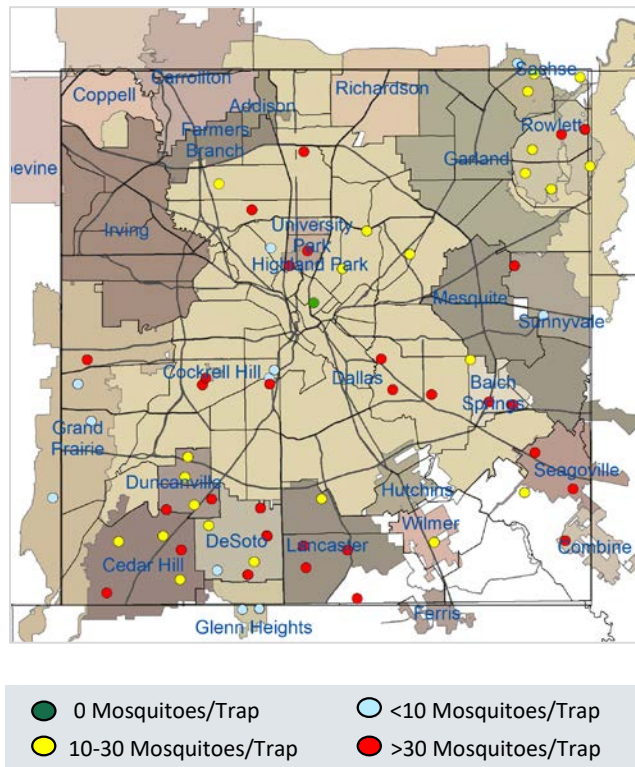 Sachse
Carrollton
Coppell
Richardson
Addison
Rowlett
Farmers
Branch
Garland
evine
University
Park
Irving
Highland Park
Mesquite
Sunnyvale
Cockrell Hill
Dallas
Balch
Springs
Grand
Prairie
Seagoville
Duncanville
Hutchins
Wilmer
DeSoto
Lancaster
Combine
Cedar Hill
Ferris
Glenn Heights
0 Mosquitoes/Trap
<10 Mosquitoes/Trap
10-30 Mosquitoes/Trap
>30 Mosquitoes/Trap